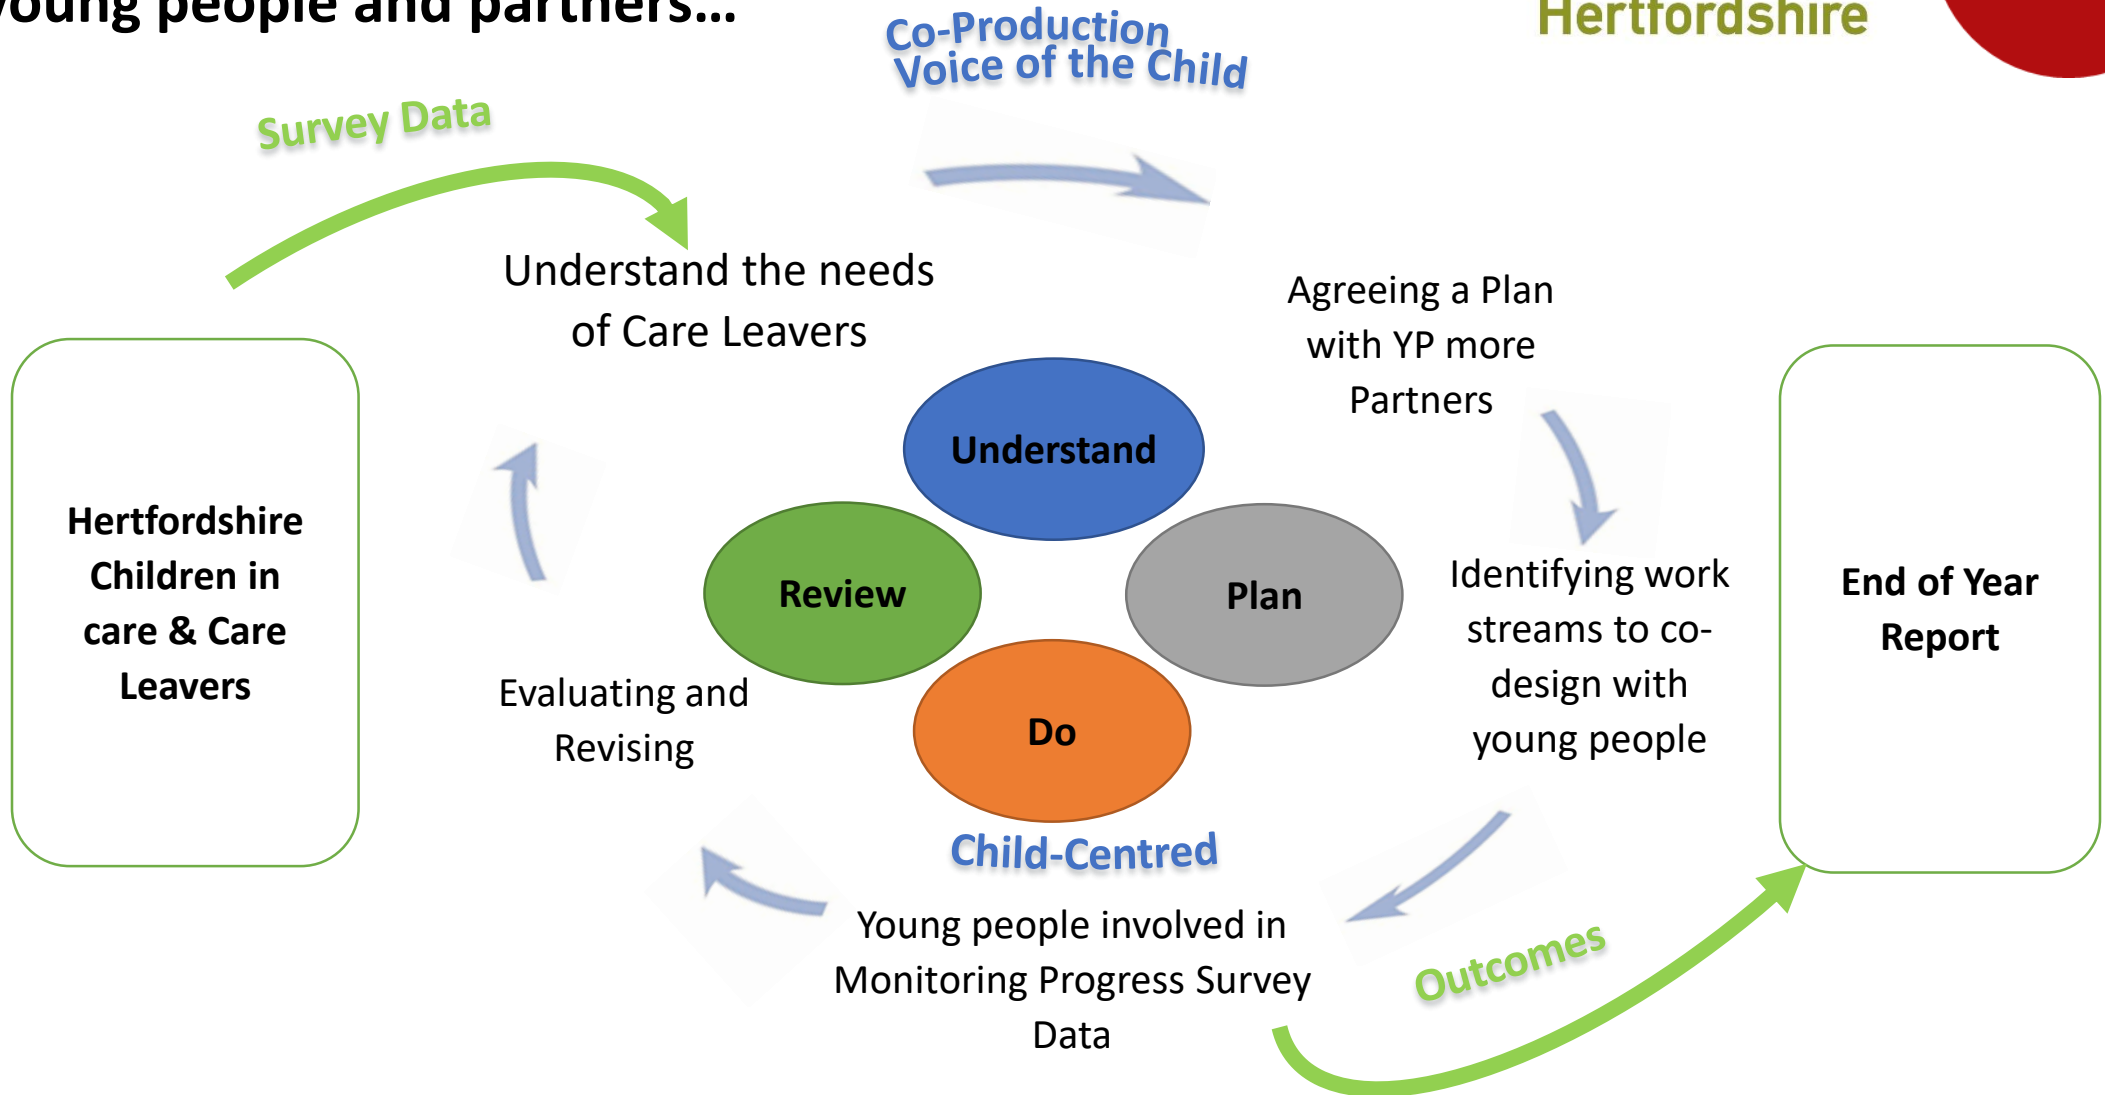 young people and partners...
Hertfordshire
Co-Production
Voice of the Child
Survey Data
Understand the needs
of Care Leavers
Agreeing a Plan
with YP more
Partners
Hertfordshire
Children in
care & Care
Leavers
Understand
Review
Plan
Do
Identifying work
streams to co-
design with
young people
End of Year
Report
Evaluating and
Revising
Child-Centred
Young people involved in
Monitoring Progress Survey
Data
Outcomes